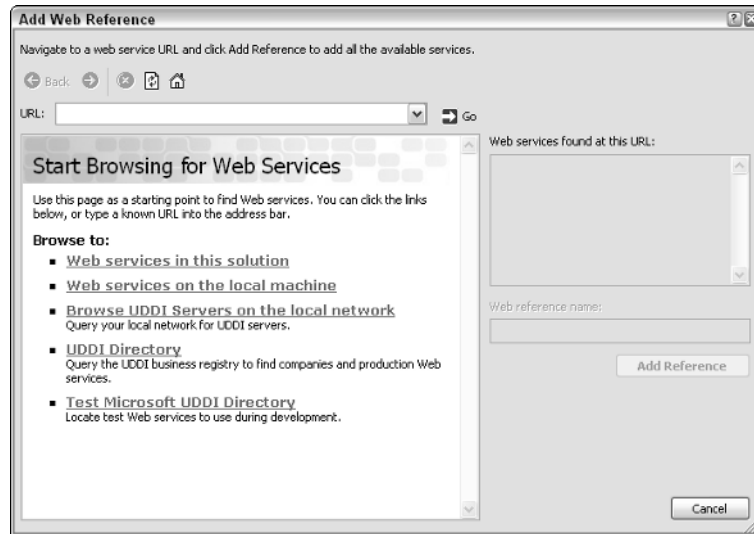 Add Web Reference
Navigate to a web service URL and click Add Reference to add all the available services.
Back
URL:
Go
Start Browsing for Web Services
Use this page as a starting point to find Web services. You can click the links
below, or type a known URL into the address bar.
Browse to:
Web services in this solution
Web services on the local machine
Browse UDDI Servers on the local network
Query your local network for UDDI servers.
UDDI Directory
Query the UDDI business registry to find companies and production Web
services.
Test Microsoft UDDI Directory
Locate test Web services to use during development.
Web services found at this URL:
Web reference name:
Add Reference
Cancel